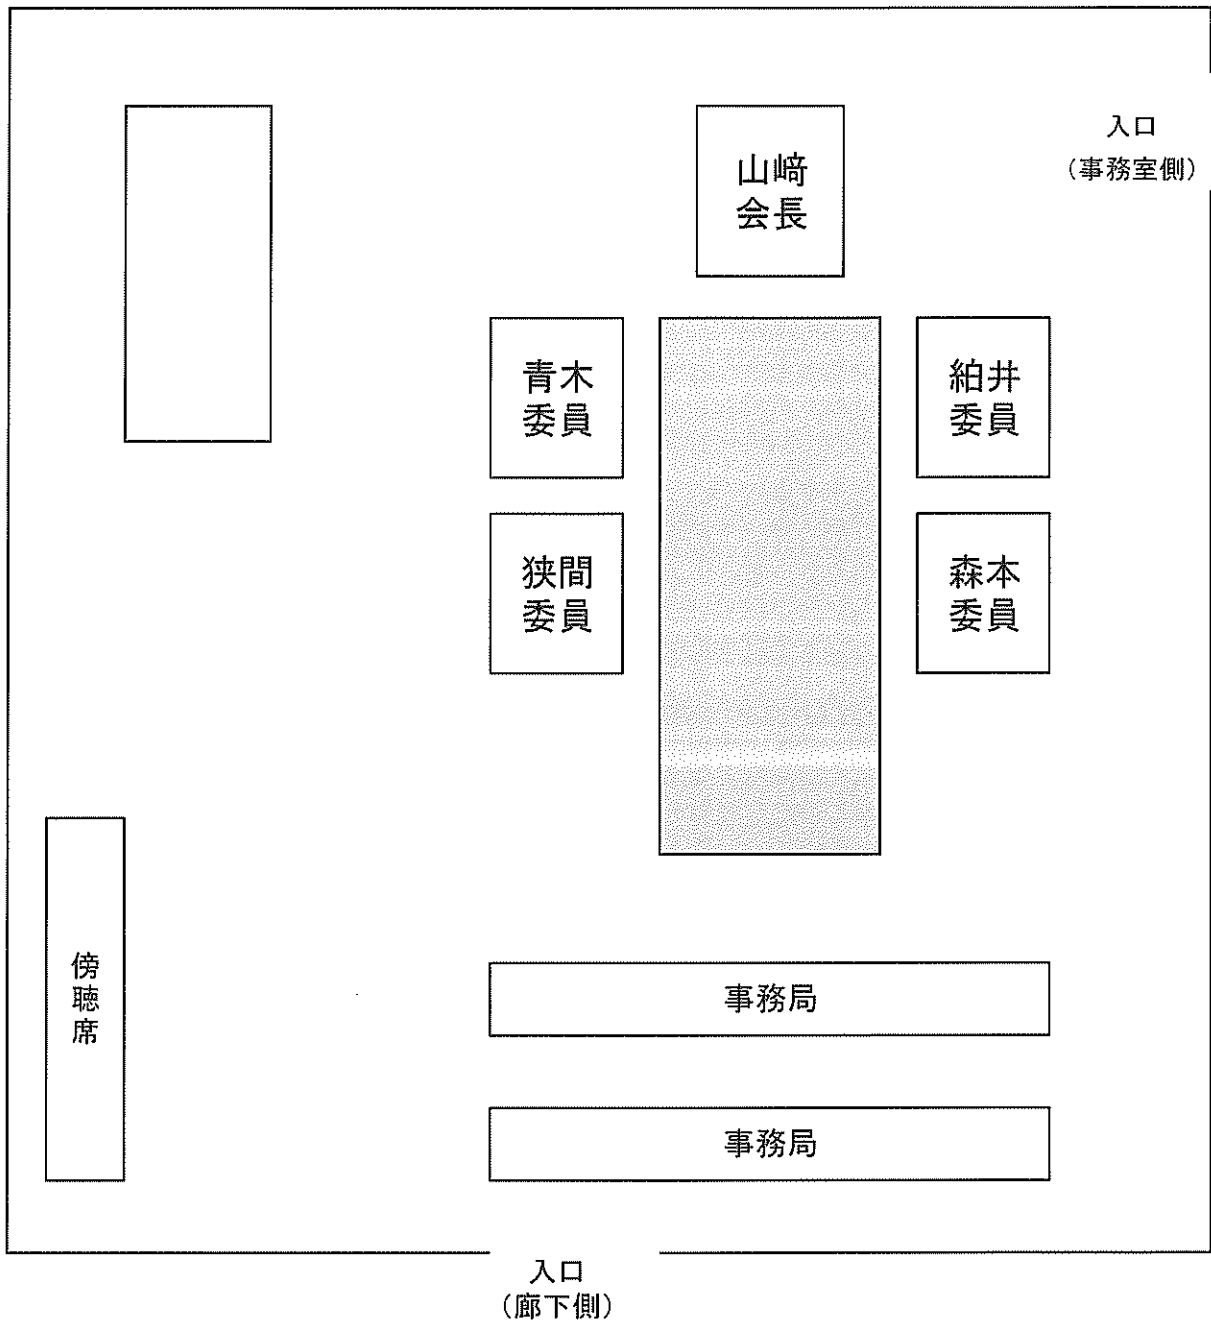 入口
（事務室側）
山﨑
会長
青木
委員
絈井
委員
狭間
委員
森本
委員
傍聴席
事務局
事務局
入口
（廊下側）